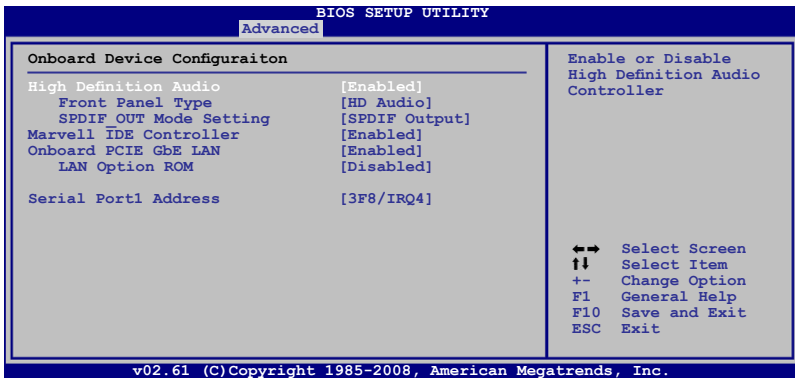 BIOS SETUP UTILITY
Advanced
Onboard Device Configuraiton
High Definition Audio [Enabled]
Front Panel Type [HD Audio]
SPDIF_OUT Mode Setting [SPDIF Output]
Marvell IDE Controller [Enabled]
Onboard PCIE GbE LAN [Enabled]
LAN Option ROM [Disabled]
Serial Port1 Address [3F8/IRQ4]
Enable or Disable
High Definition Audio
Controller
←→ Select Screen
↑↓ Select Item
+- Change Option
F1 General Help
F10 Save and Exit
ESC Exit
v02.61 (C)Copyright 1985-2008, American Megatrends, Inc.